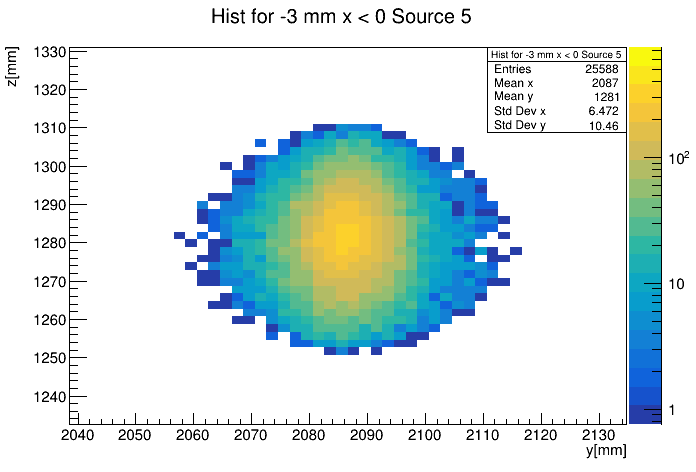 Hist for -3 mm x < 0 Source 5
z[mm]
1330
1320
1310
1300
1290
1280
1270
1260
1250
1240
Hist for -3 mm x < 0 Source 5
Entries 25588
Mean x 2087
Mean y 1281
Std Dev x 6.472
Std Dev y 10.46
10²
10
1
2040 2050 2060 2070 2080 2090 2100 2110 2120 2130
y[mm]